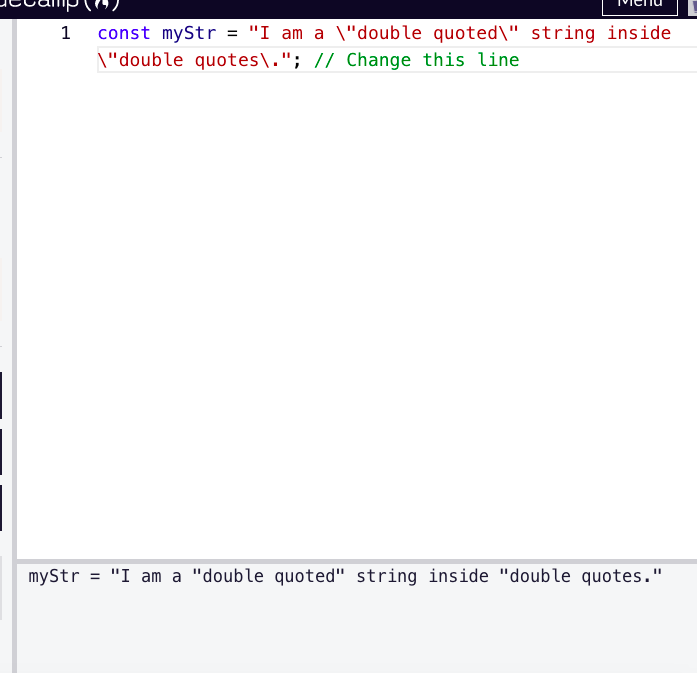 Menu
1 const myStr = "I am a \"double quoted\" string inside
\"double quotes\."; // Change this line
myStr = "I am a "double quoted" string inside "double quotes."